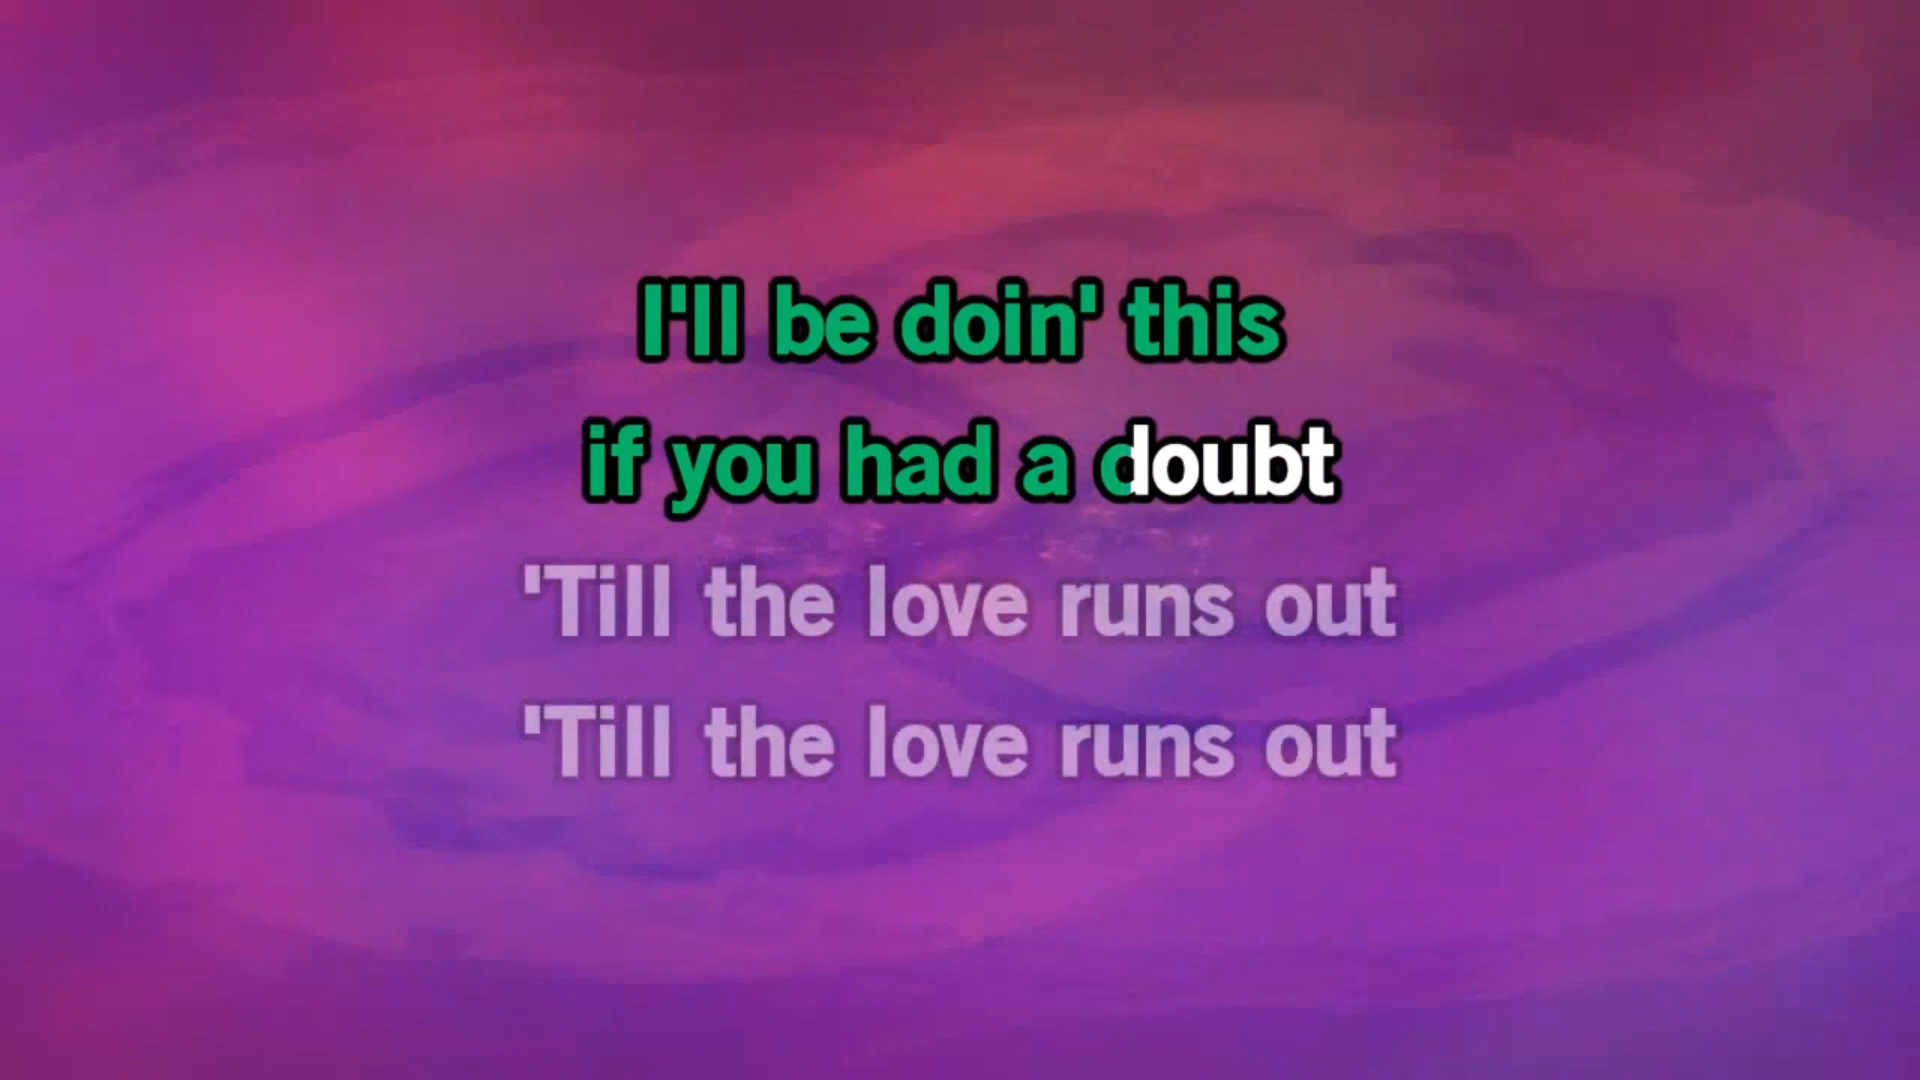 I'll be doin' this
if you had a doubt
'Till the love runs out
'Till the love runs out